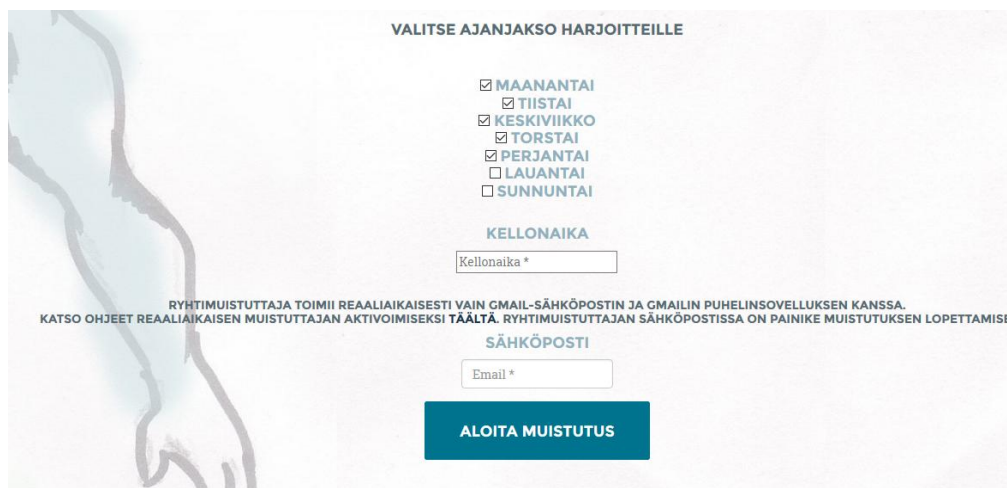 VALITSE AJANJAKSO HARJOITTEILLE
MAANANTAI
TIISTAI
KESKIVIIKKO
TORSTAI
PERJANTAI
LAUANTAI
SUNNUNTAI
KELLONAIKA
Kellonaika *
RYHTIMUISTUTTAJA TOIMII REAALIAIKAISESTI VAIN GMAIL-SÄHKÖPOSTIN JA GMAILIN PUHELINSOVELLUKSEN KANSSA.
KATSO OHJEET REAALIAIKAISEN MUISTUTTAJAN AKTIVOIMISEKSI TÄÄLTÄ. RYHTIMUISTUTTAJAN SÄHKÖPOSTISSA ON PAINIKE MUISTUTUKSEN LOPETTAMISE
SÄHKÖPOSTI
Email *
ALOITA MUISTUTUS